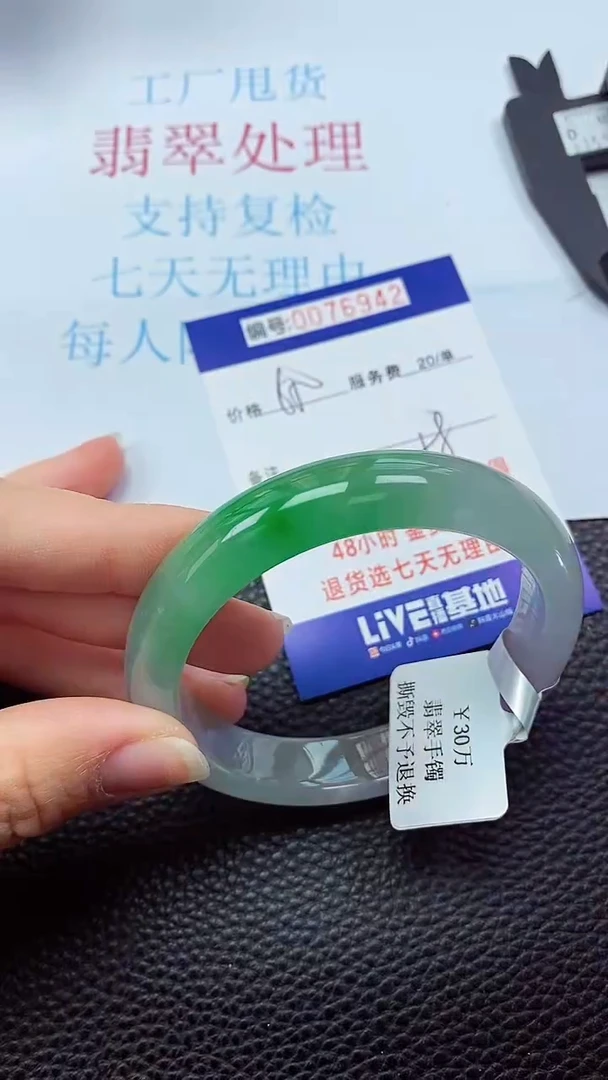 工厂甩货
翡翠处理
支持复检
七天无理由
每人
编号:0076942
价格
服务费 20/单
备注
48小时 鉴
退货选七天无理由
LiVE直播基地
¥30万
翡翠手镯
撕毁不予退换